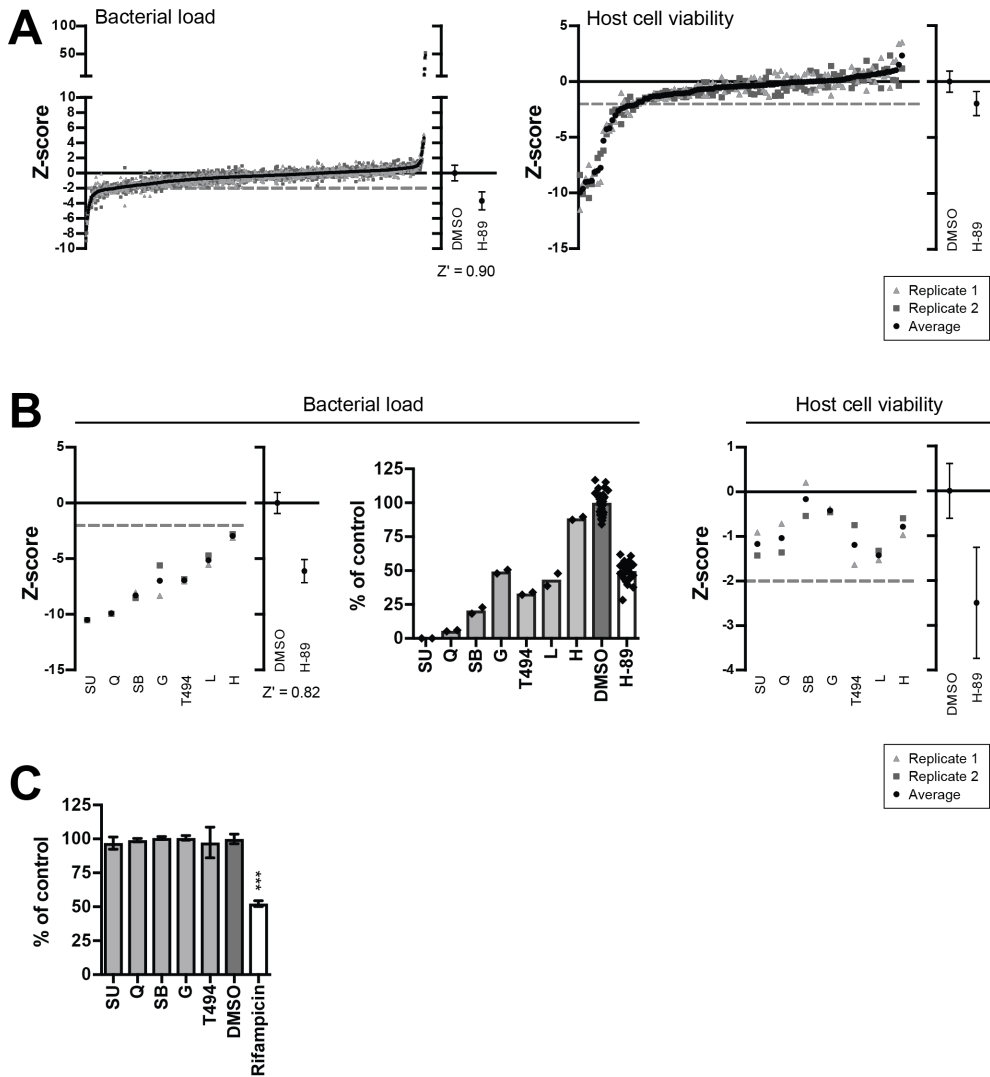 A
Bacterial load
Z-score
100
50
10
8
6
4
2
0
-2
-4
-6
-8
-10
DMSO
H-89
Z' = 0.90
Host cell viability
Z-score
5
0
-5
-10
-15
DMSO
H-89
Replicate 1
Replicate 2
Average
B
Bacterial load
Z-score
5
0
-5
-10
-15
SU
Q
SB
G
T494
L
H
DMSO
H-89
Z' = 0.82
% of control
125
100
75
50
25
0
SU
Q
SB
G
T494
L
H
DMSO
H-89
Host cell viability
Z-score
1
0
-1
-2
-3
-4
SU
Q
SB
G
T494
L
H
DMSO
H-89
Replicate 1
Replicate 2
Average
C
% of control
125
100
75
50
25
0
***
SU
Q
SB
G
T494
DMSO
Rifampicin